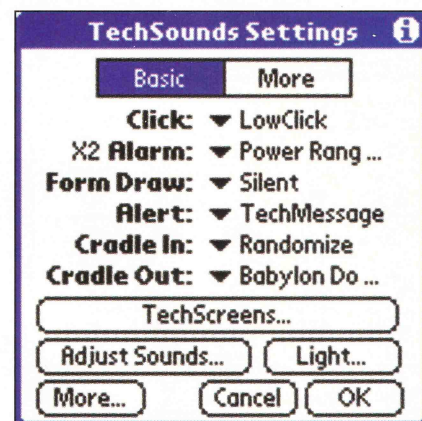 TechSounds Settings i
Basic More
Click: LowClick
X2 Alarm: Power Rang ...
Form Draw: Silent
Alert: TechMessage
Cradle In: Randomize
Cradle Out: Babylon Do ...
TechScreens...
Adjust Sounds... Light...
More... Cancel OK